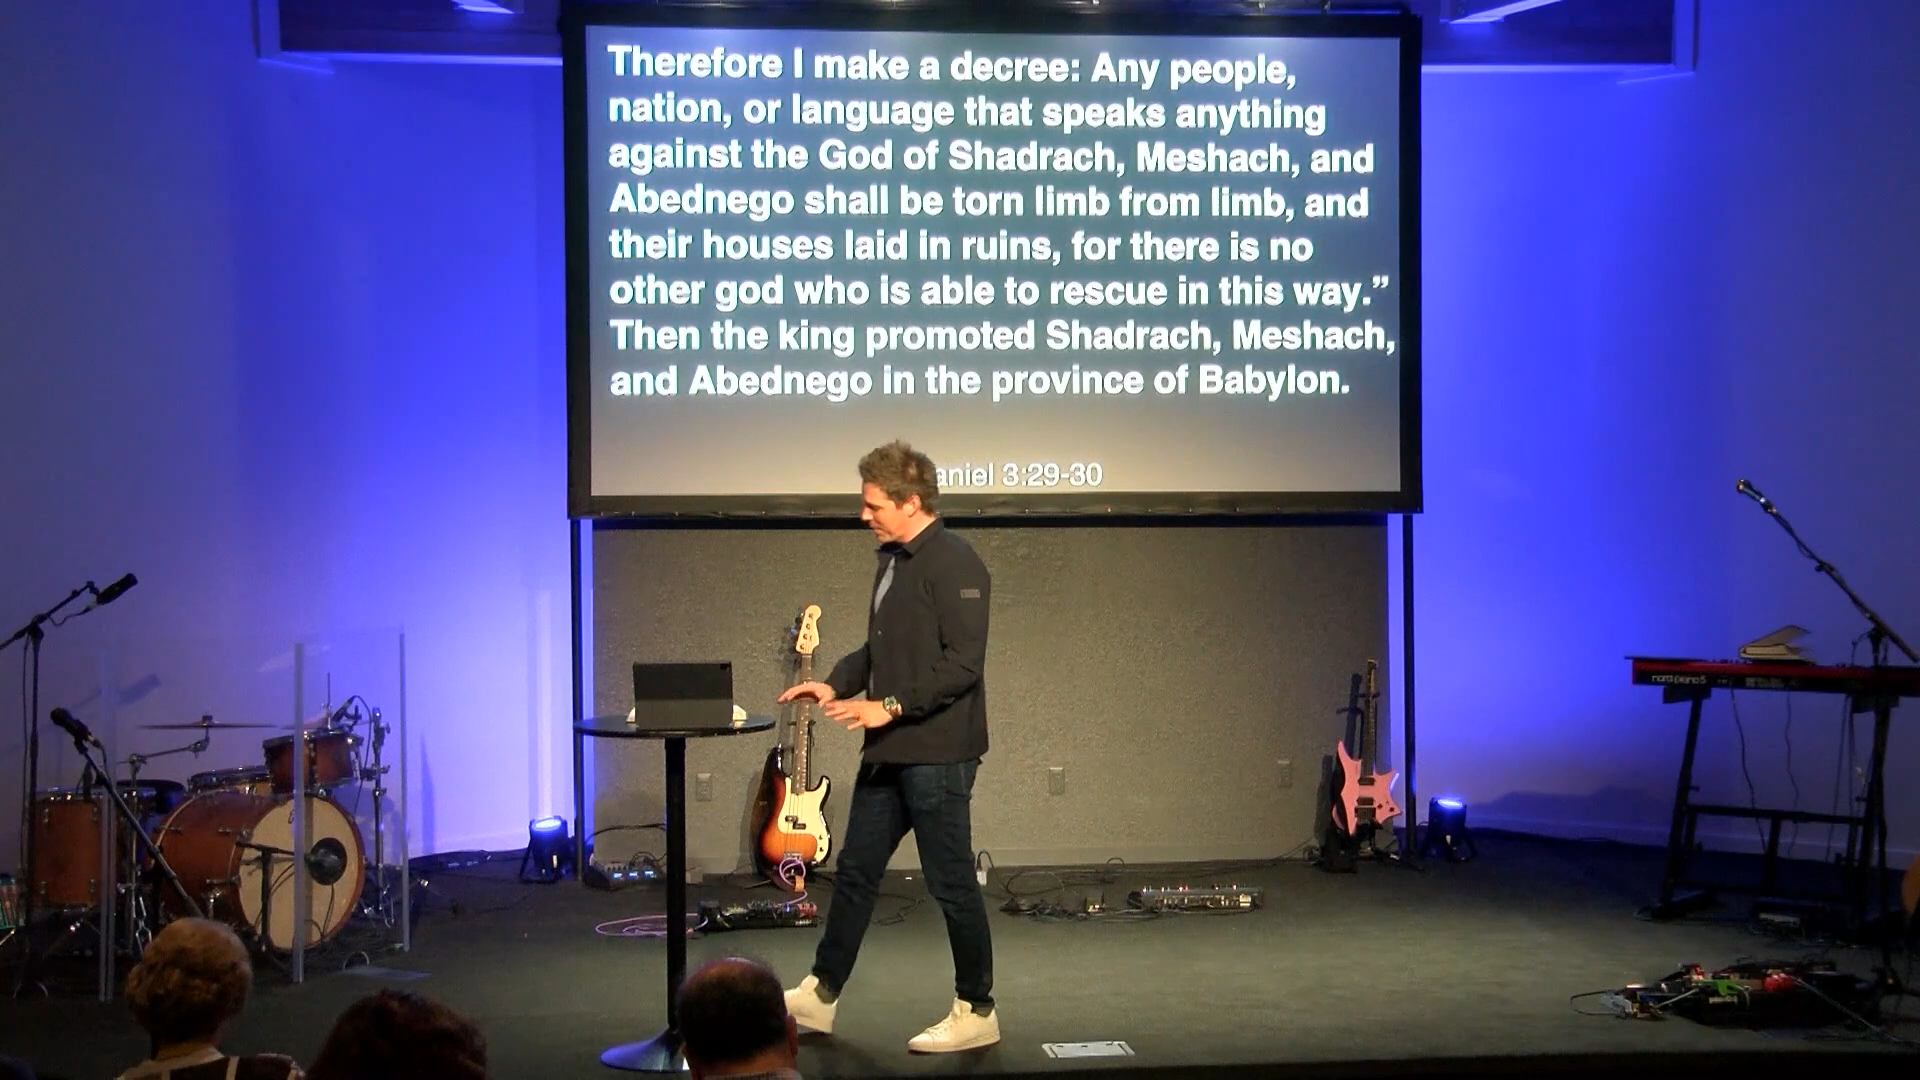 Therefore I make a decree: Any people,
nation, or language that speaks anything
against the God of Shadrach, Meshach, and
Abednego shall be torn limb from limb, and
their houses laid in ruins, for there is no
other god who is able to rescue in this way.”
Then the king promoted Shadrach, Meshach,
and Abednego in the province of Babylon.
aniel 3:29-30
nord piano 5